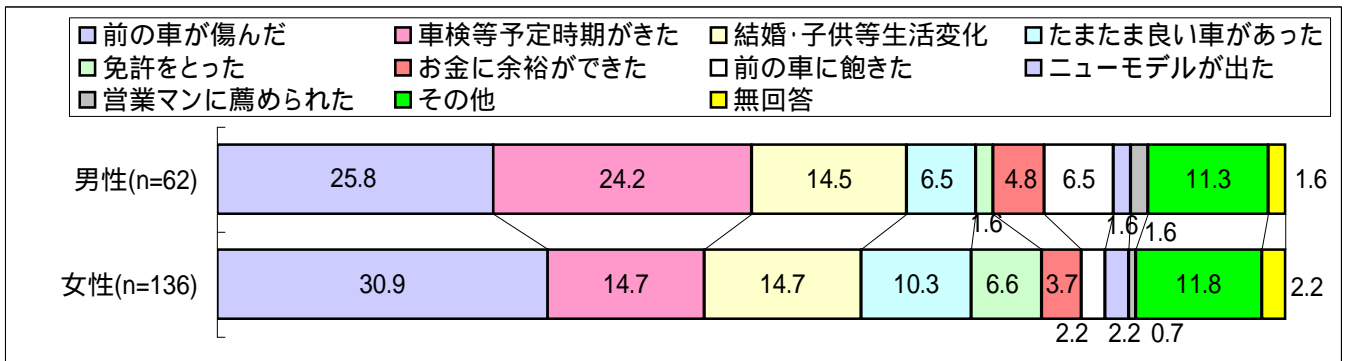 前の車が傷んだ 車検等予定時期がきた 結婚･子供等生活変化 たまたま良い車があった
免許をとった お金に余裕ができた 前の車に飽きた ニューモデルが出た
営業マンに薦められた その他 無回答
男性(n=62) 25.8 24.2 14.5 6.5 4.8 6.5 11.3 1.6
1.6 1.6 1.6
女性(n=136) 30.9 14.7 14.7 10.3 6.6 3.7 11.8 2.2
2.2 2.2 0.7